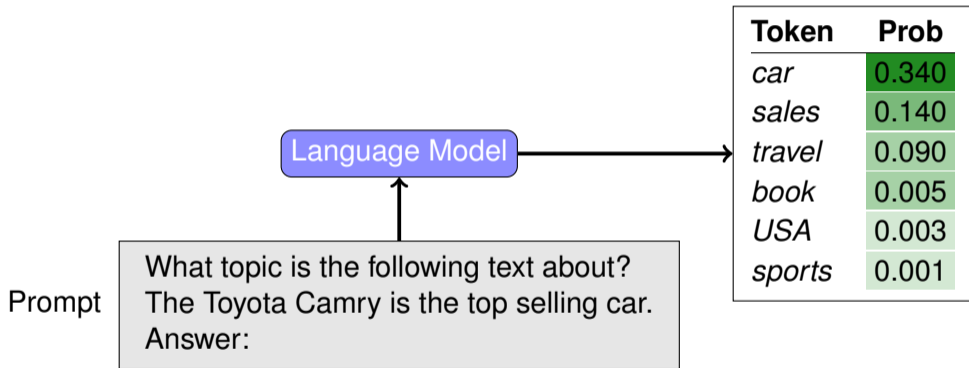 Token Prob
car 0.340
sales 0.140
travel 0.090
book 0.005
USA 0.003
sports 0.001
Language Model
Prompt
What topic is the following text about?
The Toyota Camry is the top selling car.
Answer: